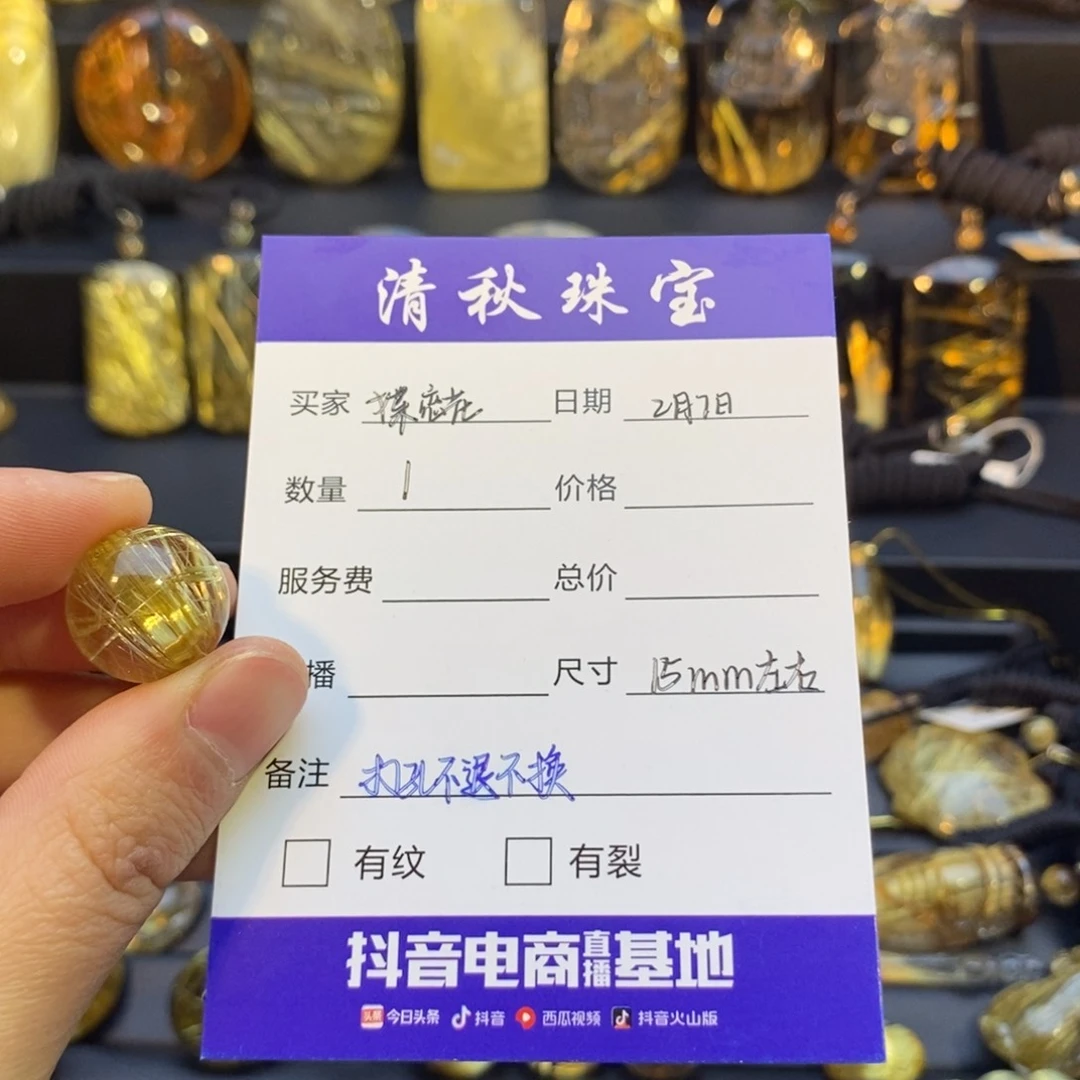 清秋珠宝
买家 日期 2月7日
数量 1 价格
服务费 总价
播 尺寸 15mm左右
备注 打孔不退不换
有纹 有裂
抖音电商直播基地
头条 今日头条 抖音 西瓜视频 抖音火山版